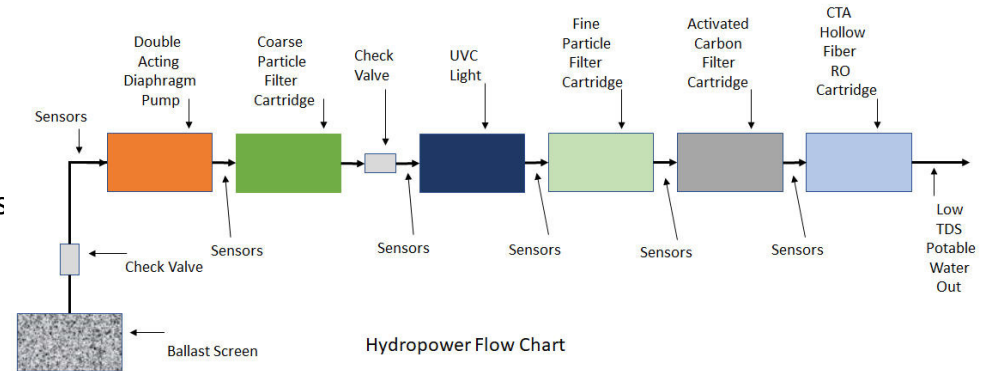 Double
Acting
Diaphragm
Pump
Coarse
Particle
Filter
Cartridge
Check
Valve
UVC
Light
Fine
Particle
Filter
Cartridge
Activated
Carbon
Filter
Cartridge
CTA
Hollow
Fiber
RO
Cartridge
Sensors
s
Sensors
Sensors
Sensors
Sensors
Sensors
Low
TDS
Potable
Water
Out
Check Valve
Ballast Screen
Hydropower Flow Chart